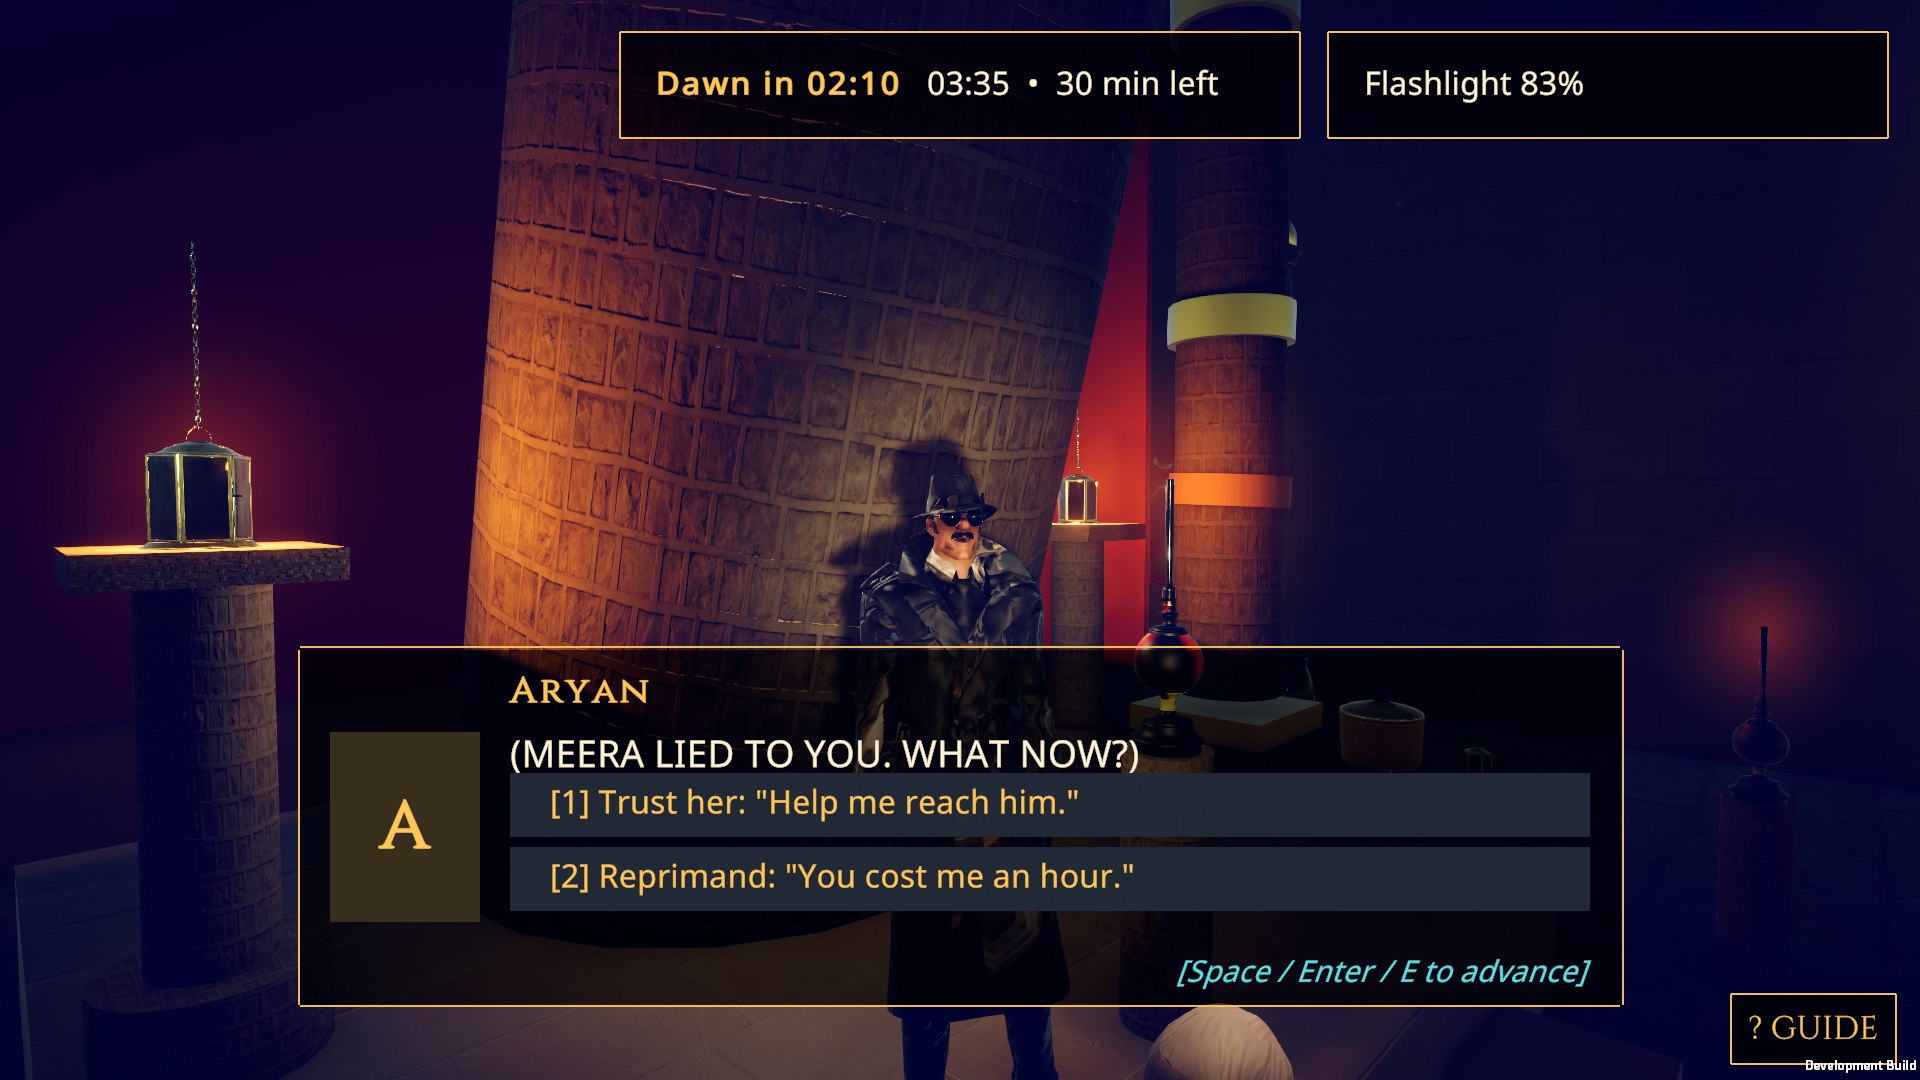 Dawn in 02:10 03:35 • 30 min left
Flashlight 83%
Aryan
(MEERA LIED TO YOU. WHAT NOW?)
A
[1] Trust her: "Help me reach him."
[2] Reprimand: "You cost me an hour."
[Space / Enter / E to advance]
? GUIDE
Development Build